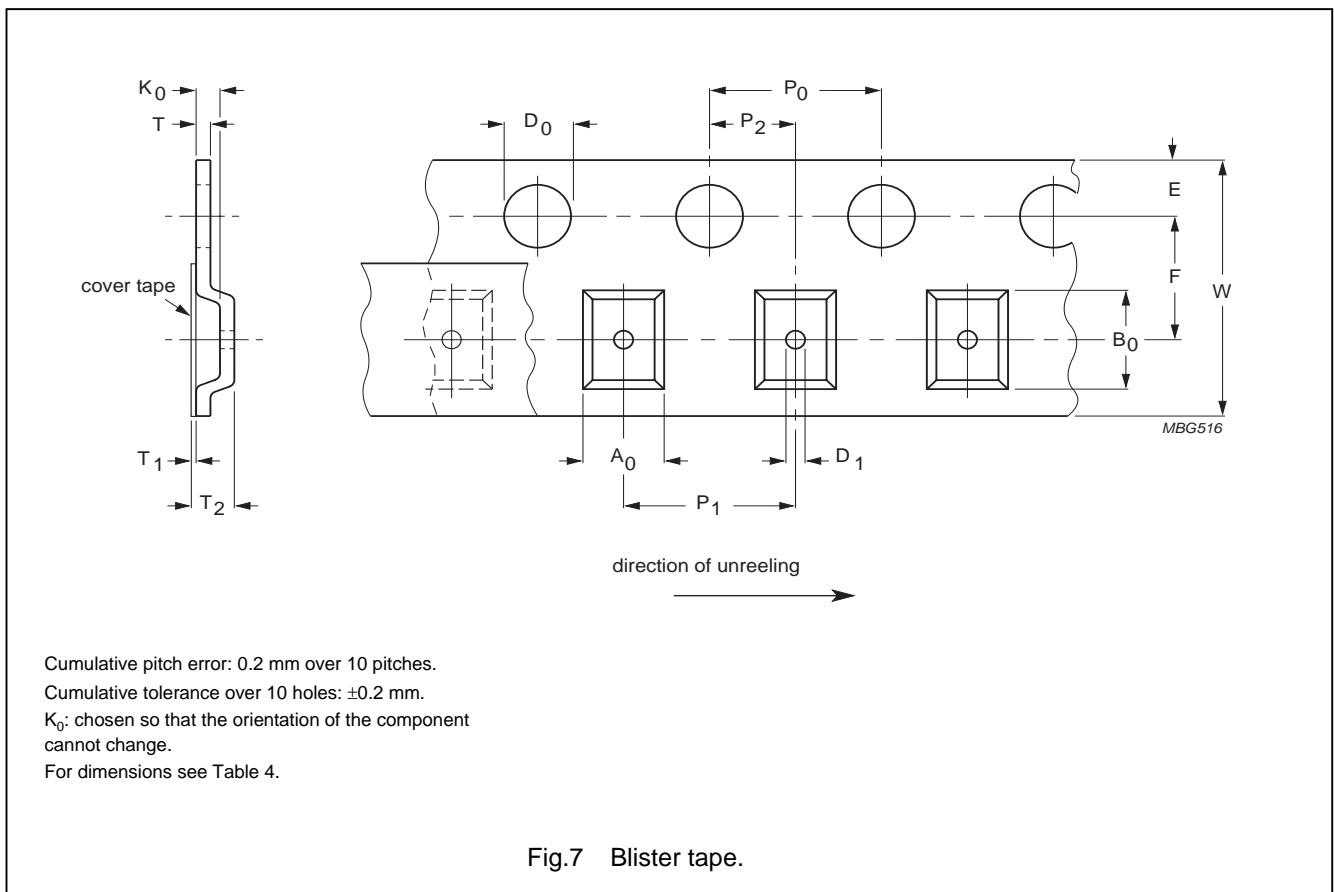 K0
T
D0
P0
P2
E
F
W
cover tape
B0
MBG516
T1
T2
A0
D1
P1
direction of unreeling
Cumulative pitch error: 0.2 mm over 10 pitches.
Cumulative tolerance over 10 holes: ±0.2 mm.
K0: chosen so that the orientation of the component
cannot change.
For dimensions see Table 4.
Fig.7 Blister tape.